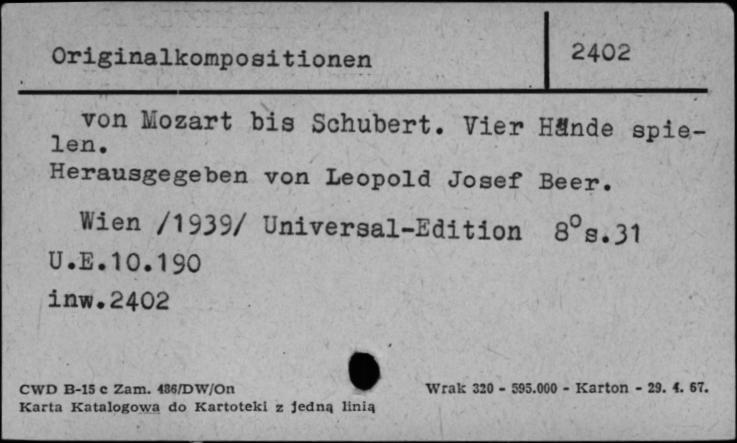 Originalkompositionen 2402
von Mozart bis Schubert. Vier Hände spie-
len.
Herausgegeben von Leopold Josef Beer.
Wien /1939/ Universal-Edition 8°s.31
U.E.10.190
inw.2402
CWD B-15 c Zam. 486/DW/On Wrak 320 - 595.000 - Karton - 29. 4. 67.
Karta Katalogowa do Kartoteki z jedną linią